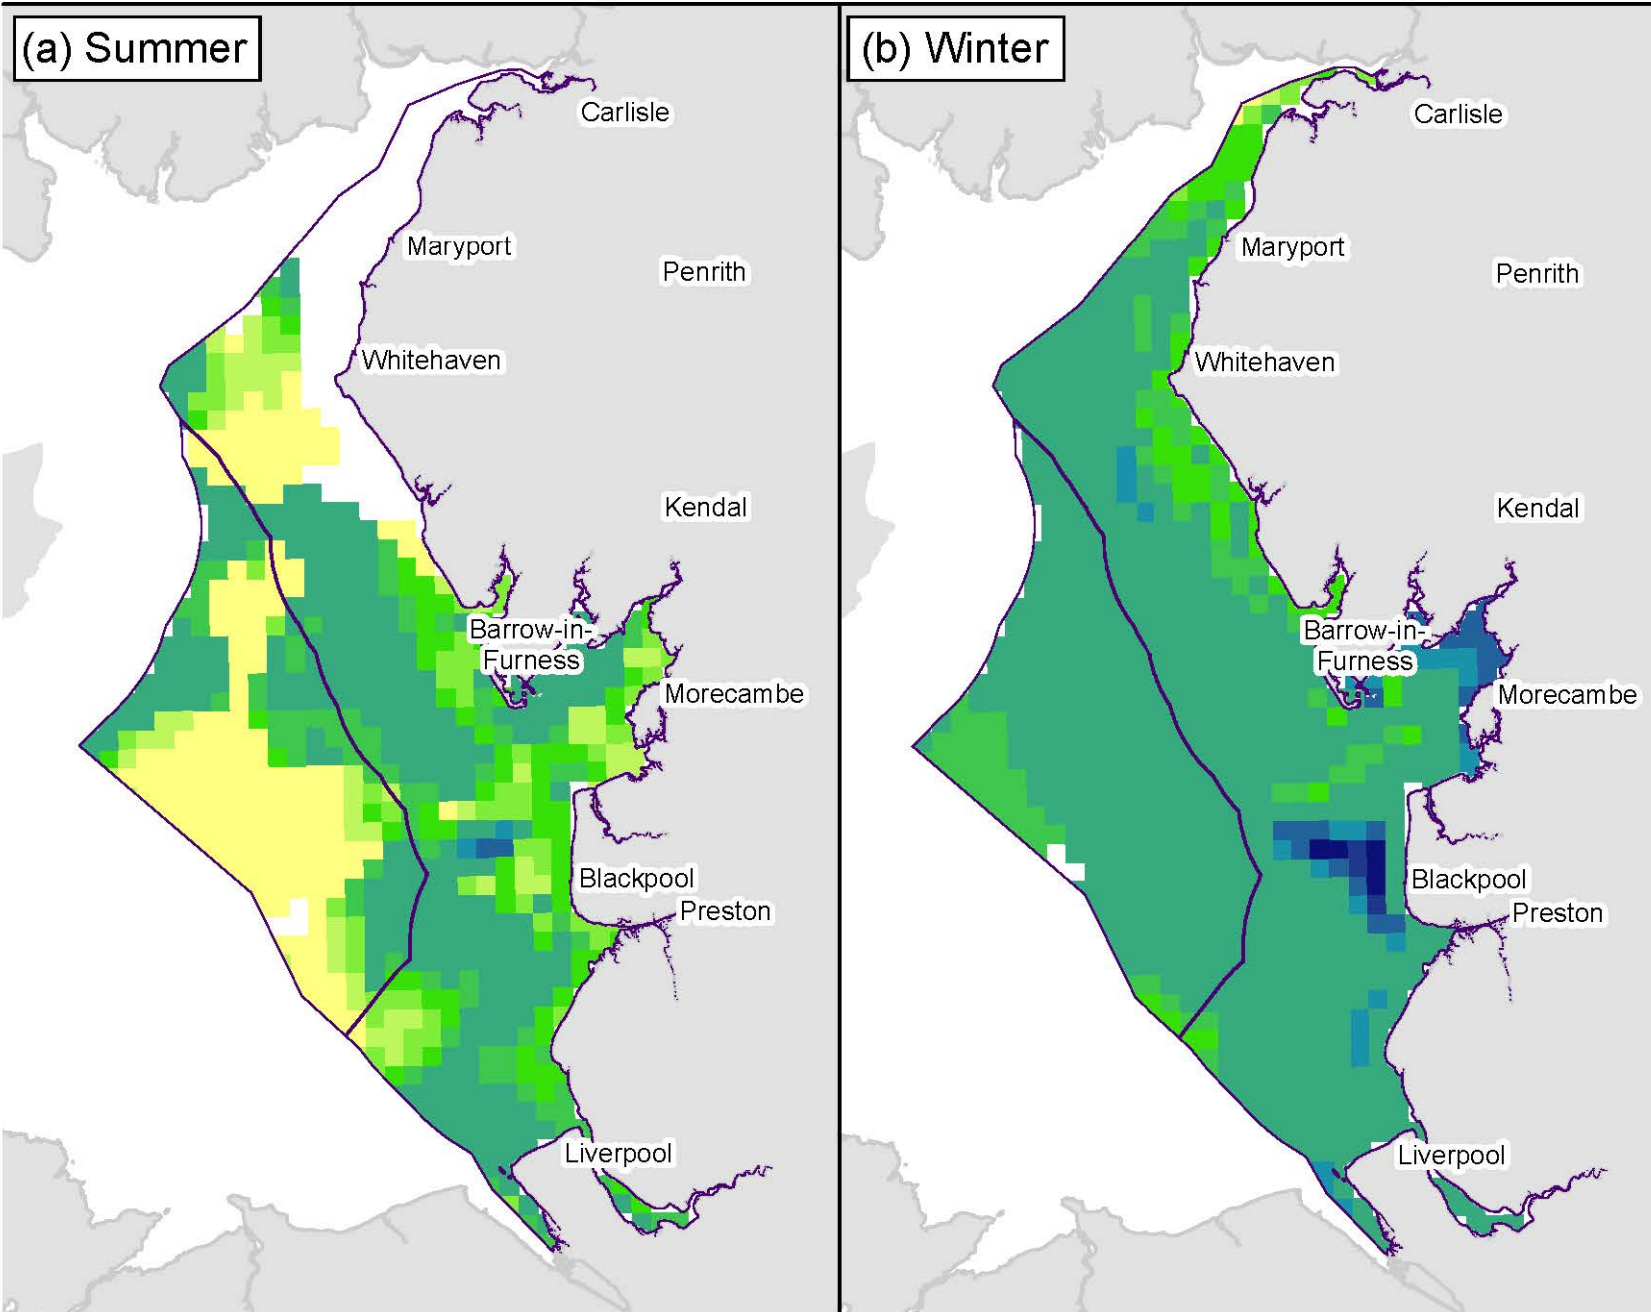 (a) Summer
Carlisle
Maryport
Penrith
Whitehaven
Kendal
Barrow-in-
Furness
Morecambe
Blackpool
Preston
Liverpool
(b) Winter
Carlisle
Maryport
Penrith
Whitehaven
Kendal
Barrow-in-
Furness
Morecambe
Blackpool
Preston
Liverpool